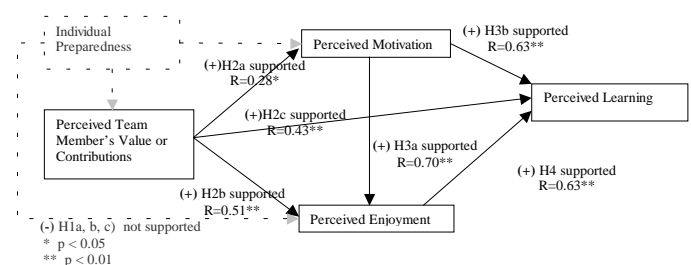 Individual
Preparedness
Perceived Motivation
(+) H3b supported
R=0.63**
(+)H2a supported
R=0.28*
Perceived Learning
Perceived Team
Member's Value or
Contributions
(+)H2c supported
R=0.43**
(+) H3a supported
R=0.70**
(+) H4 supported
R=0.63**
(+) H2b supported
R=0.51**
Perceived Enjoyment
(-) H1a, b, c) not supported
* p < 0.05
** p < 0.01